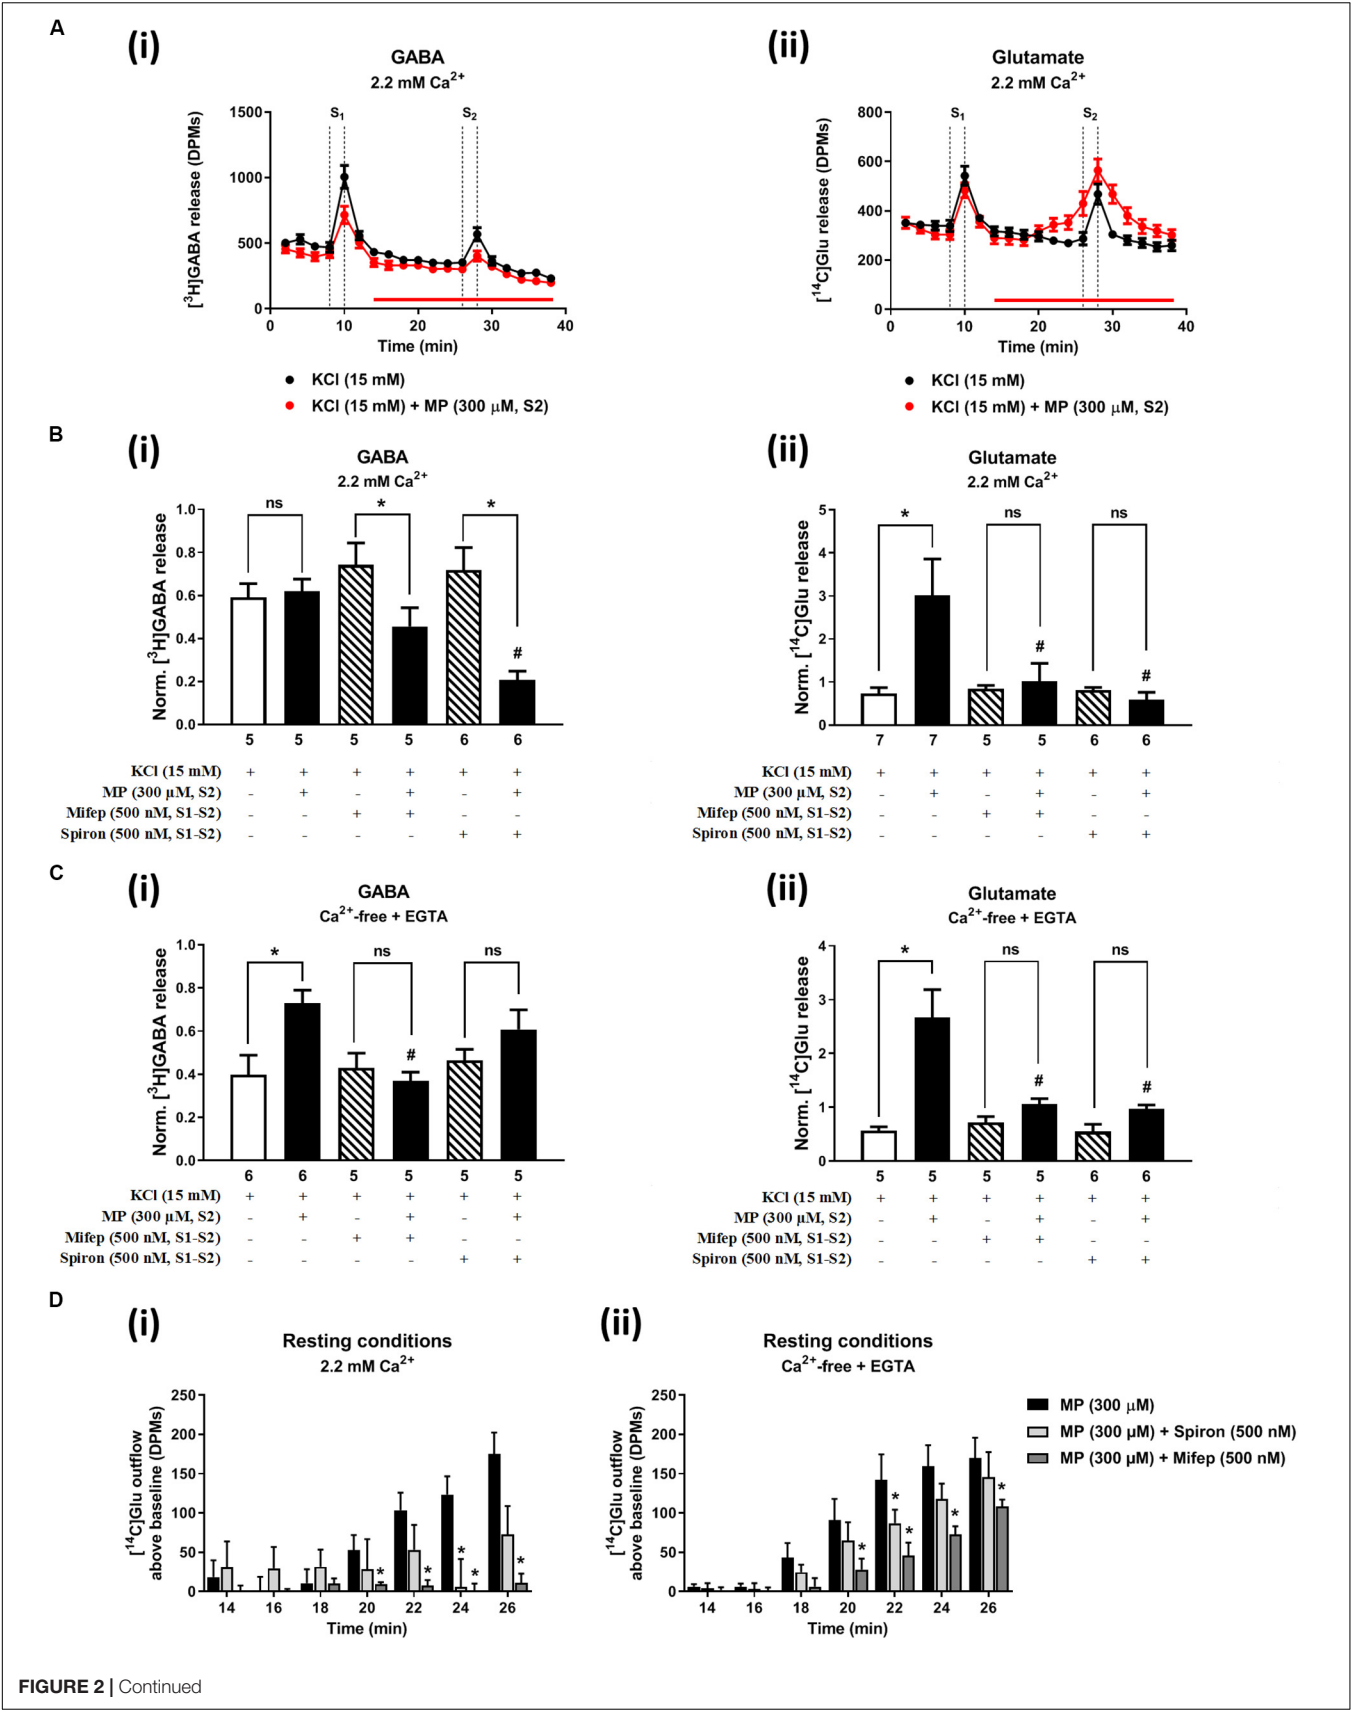 A
(i)
GABA
2.2 mM Ca2+
[3H]GABA release (DPMs)
1500
1000
500
0
S1
S2
0 10 20 30 40
Time (min)
KCl (15 mM)
KCl (15 mM) + MP (300 μM, S2)
(ii)
Glutamate
2.2 mM Ca2+
[14C]Glu release (DPMs)
800
600
400
200
0
S1
S2
0 10 20 30 40
Time (min)
KCl (15 mM)
KCl (15 mM) + MP (300 μM, S2)
B
(i)
GABA
2.2 mM Ca2+
Norm. [3H]GABA release
1.0
0.8
0.6
0.4
0.2
0.0
ns * *
#
5 5 5 5 6 6
KCl (15 mM) + + + + + +
MP (300 μM, S2) - + - + - +
Mifep (500 nM, S1-S2) - - + + - -
Spiron (500 nM, S1-S2) - - - - + +
(ii)
Glutamate
2.2 mM Ca2+
Norm. [14C]Glu release
5
4
3
2
1
0
* ns ns
# #
7 7 5 5 6 6
KCl (15 mM) + + + + + +
MP (300 μM, S2) - + - + - +
Mifep (500 nM, S1-S2) - - + + - -
Spiron (500 nM, S1-S2) - - - - + +
C
(i)
GABA
Ca2+-free + EGTA
Norm. [3H]GABA release
1.0
0.8
0.6
0.4
0.2
0.0
* ns ns
#
6 6 5 5 5 5
KCl (15 mM) + + + + + +
MP (300 μM, S2) - + - + - +
Mifep (500 nM, S1-S2) - - + + - -
Spiron (500 nM, S1-S2) - - - - + +
(ii)
Glutamate
Ca2+-free + EGTA
Norm. [14C]Glu release
4
3
2
1
0
* ns ns
# #
5 5 5 5 6 6
KCl (15 mM) + + + + + +
MP (300 μM, S2) - + - + - +
Mifep (500 nM, S1-S2) - - + + - -
Spiron (500 nM, S1-S2) - - - - + +
D
(i)
Resting conditions
2.2 mM Ca2+
[14C]Glu outflow
above baseline (DPMs)
250
200
150
100
50
0
* * * * *
14 16 18 20 22 24 26
Time (min)
(ii)
Resting conditions
Ca2+-free + EGTA
[14C]Glu outflow
above baseline (DPMs)
250
200
150
100
50
0
* * * * *
14 16 18 20 22 24 26
Time (min)
MP (300 μM)
MP (300 μM) + Spiron (500 nM)
MP (300 μM) + Mifep (500 nM)
FIGURE 2 | Continued